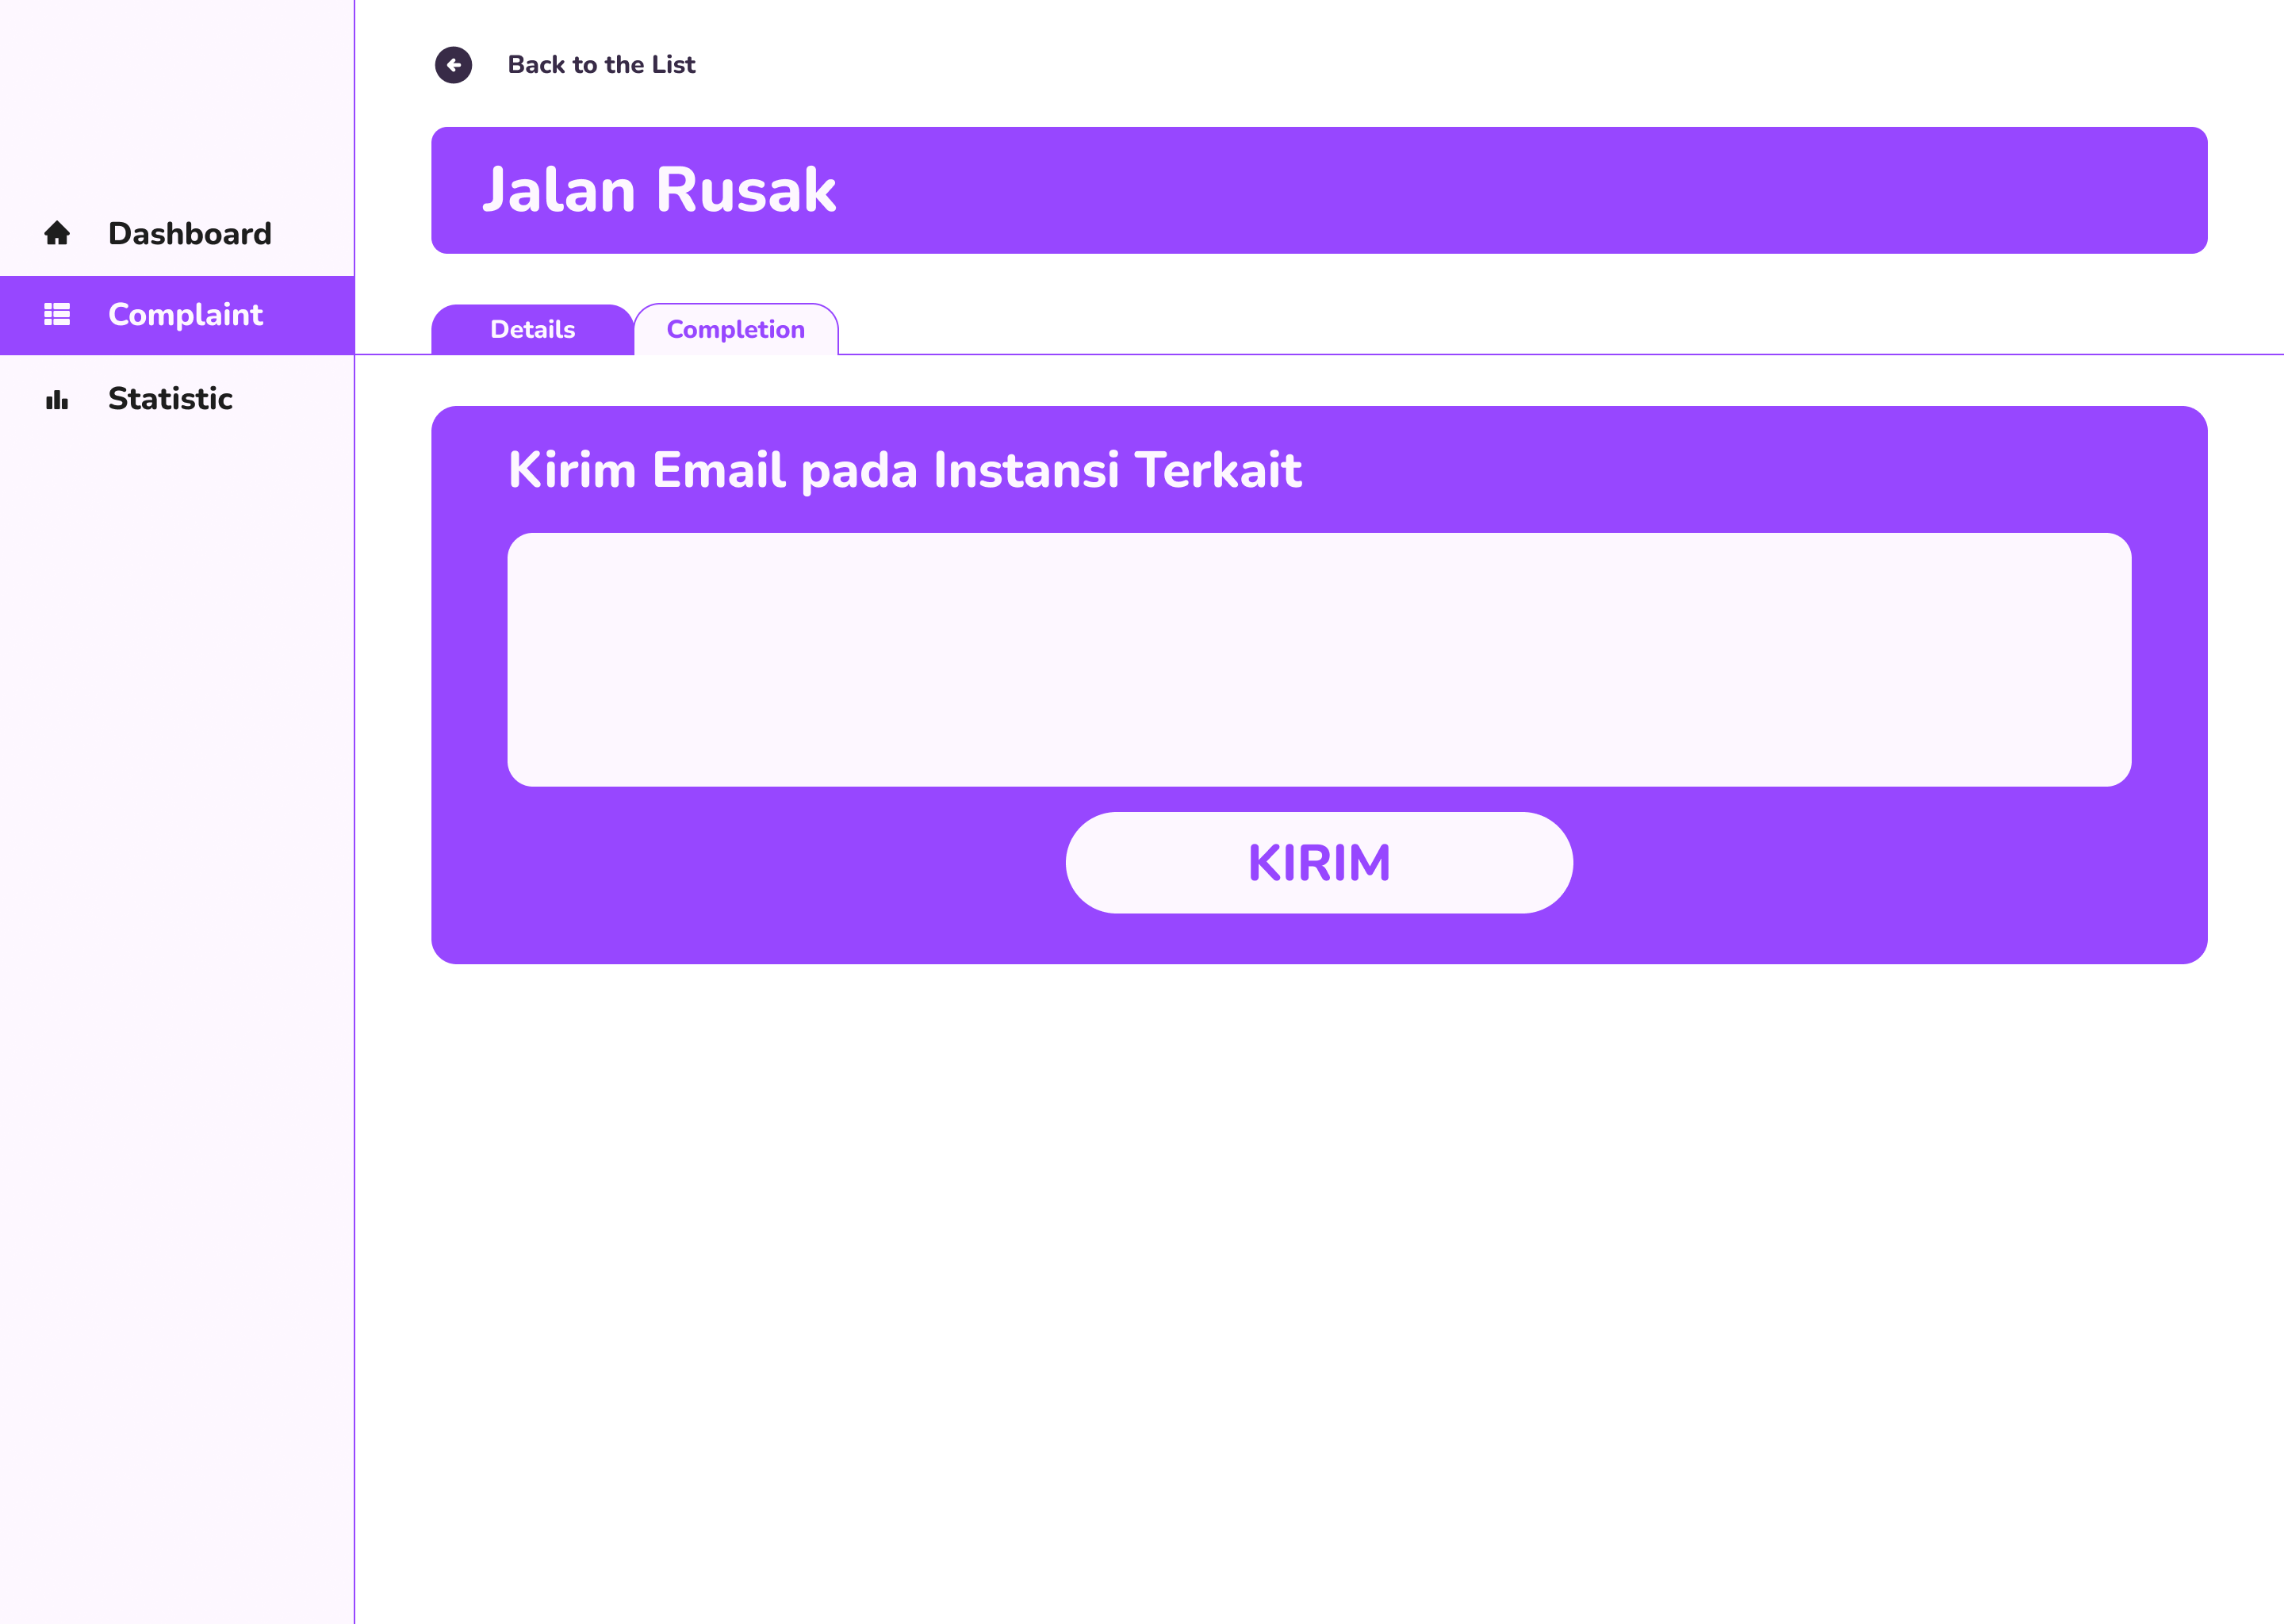 Back to the List
Jalan Rusak
Dashboard
Complaint
Statistic
Details
Completion
Kirim Email pada Instansi Terkait
KIRIM